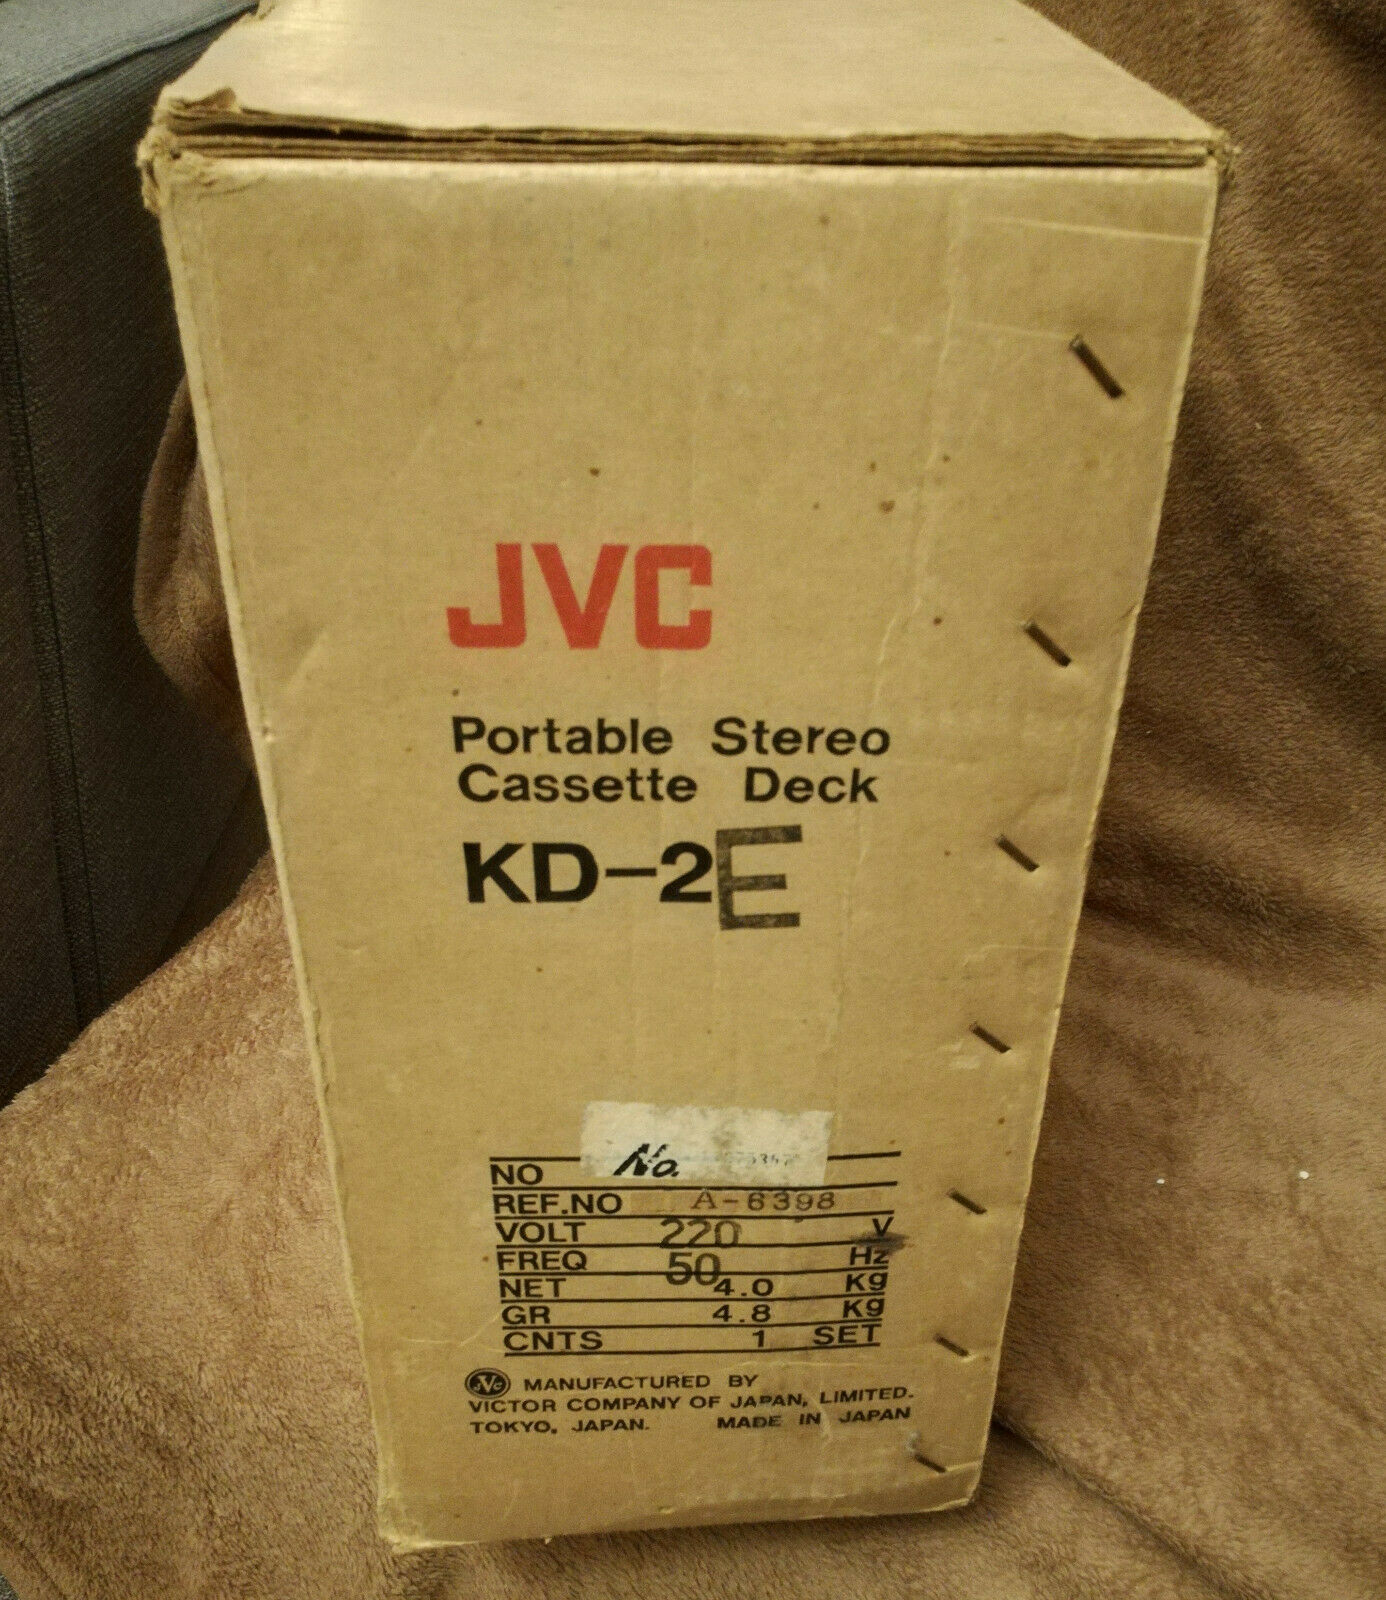 JVC
Portable Stereo
Cassette Deck
KD-2E
NO No.
REF.NO A-6398
VOLT 220 V
FREQ 50 Hz
NET 4.0 Kg
GR 4.8 Kg
CNTS 1 SET
JVC MANUFACTURED BY
VICTOR COMPANY OF JAPAN, LIMITED.
TOKYO, JAPAN. MADE IN JAPAN